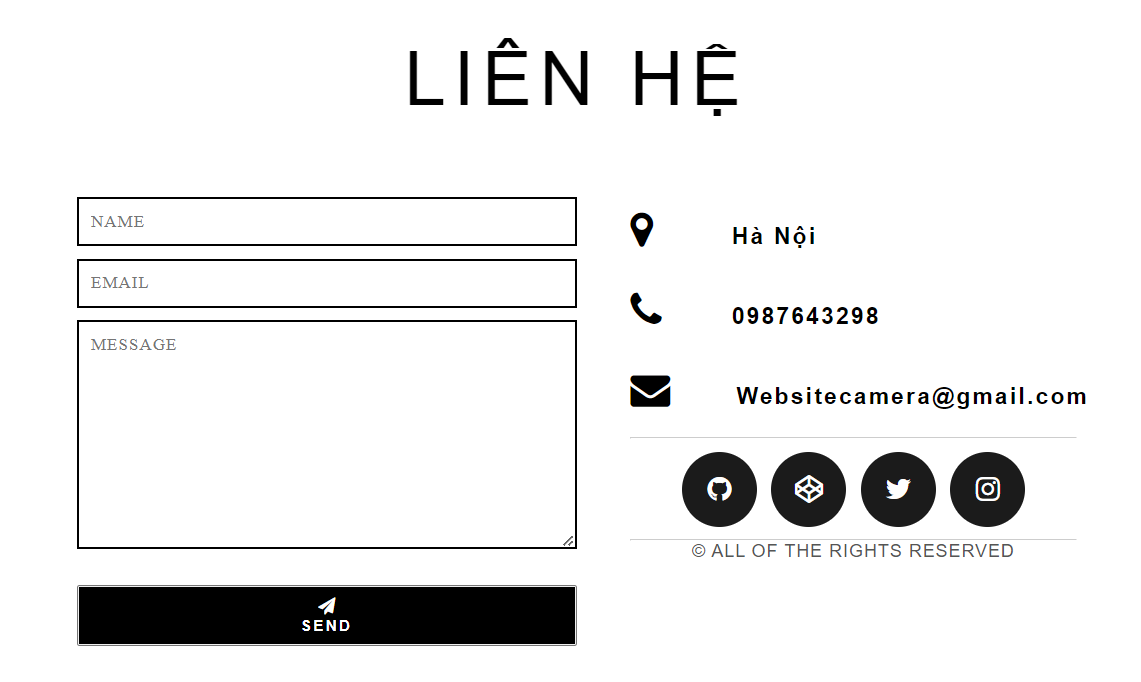 LIÊN HỆ
NAME
EMAIL
MESSAGE
SEND
Hà Nội
0987643298
Websitecamera@gmail.com
© ALL OF THE RIGHTS RESERVED